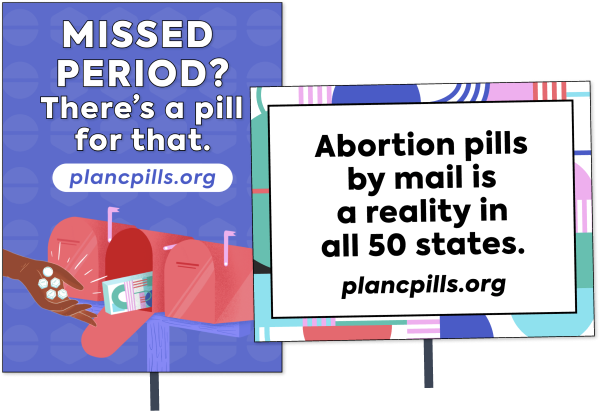 MISSED
PERIOD?
There's a pill
for that.
plancpills.org
Abortion pills
by mail is
a reality in
all 50 states.
plancpills.org